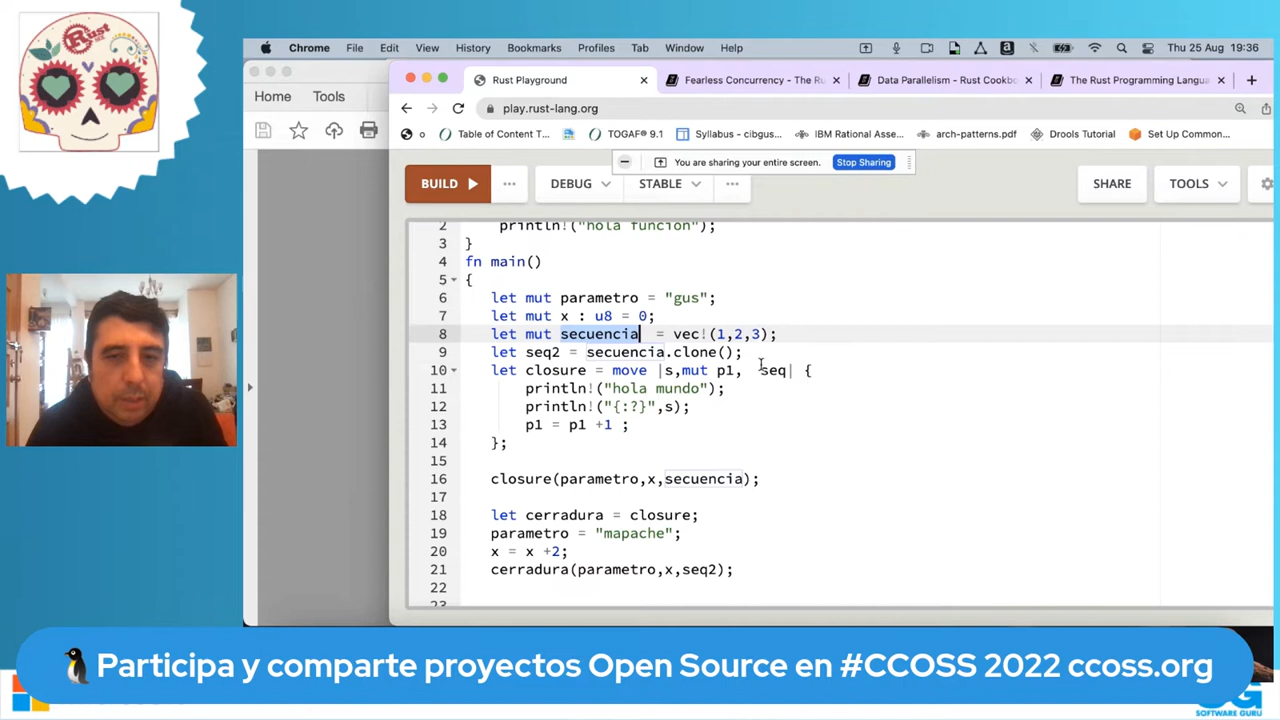 Rust
MX
Chrome File Edit View History Bookmarks Profiles Tab Window Help Thu 25 Aug 19:36
Home Tools
Rust Playground
Fearless Concurrency - The Ru
Data Parallelism - Rust Cookbo
The Rust Programming Langua
play.rust-lang.org
o Table of Content T... TOGAF® 9.1 Syllabus - cibgus... IBM Rational Asse... arch-patterns.pdf Drools Tutorial Set Up Common...
You are sharing your entire screen. Stop Sharing
BUILD ··· DEBUG STABLE ··· SHARE TOOLS
2 println!("hola funcion");
3 }
4 fn main()
5 {
6 let mut parametro = "gus";
7 let mut x : u8 = 0;
8 let mut secuencia = vec!(1,2,3);
9 let seq2 = secuencia.clone();
10 let closure = move |s,mut p1, seq| {
11 println!("hola mundo");
12 println!("{:?}",s);
13 p1 = p1 +1 ;
14 };
15
16 closure(parametro,x,secuencia);
17
18 let cerradura = closure;
19 parametro = "mapache";
20 x = x +2;
21 cerradura(parametro,x,seq2);
22
23
Participa y comparte proyectos Open Source en #CCOSS 2022 ccoss.org
SG
SOFTWARE GURU